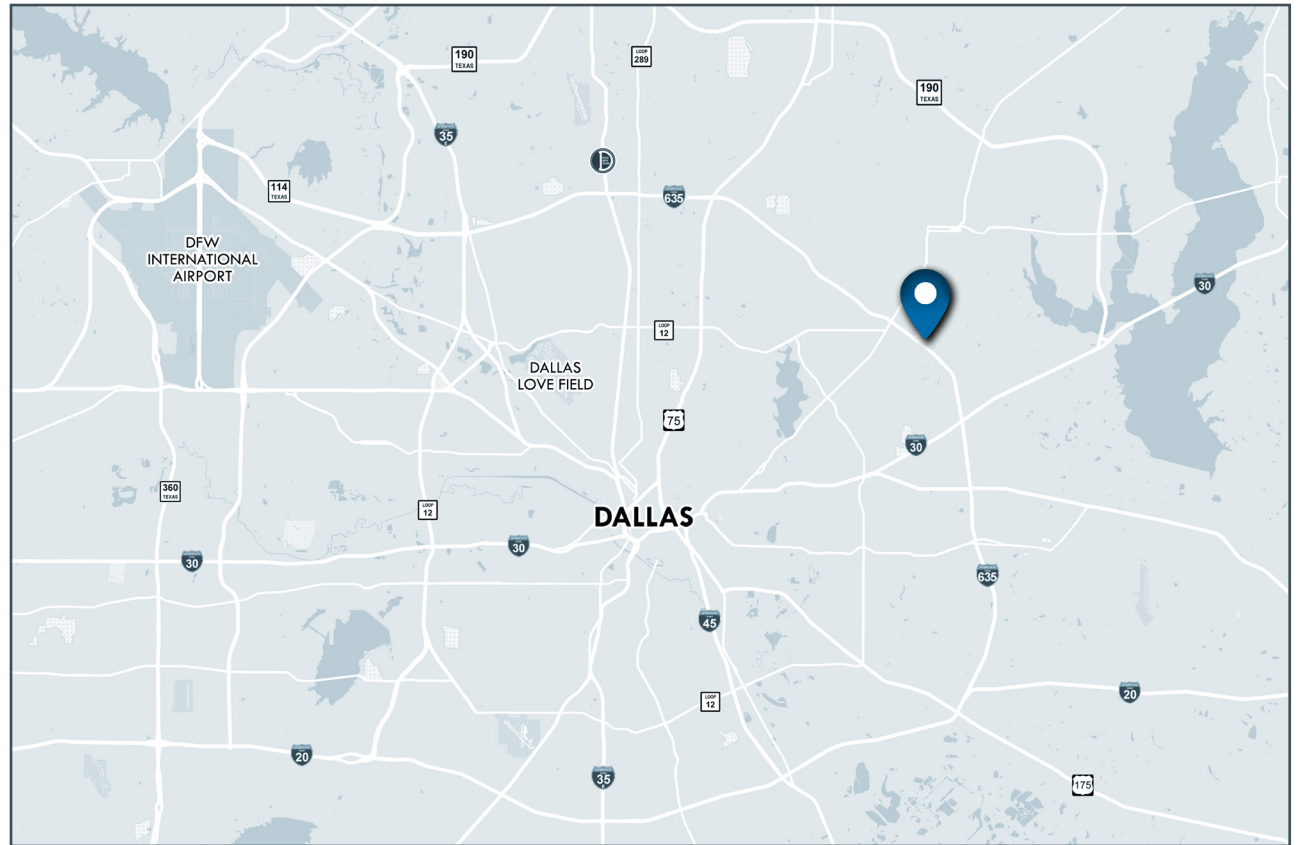 190
TEXAS
LOOP
289
190
TEXAS
35
D
635
114
TEXAS
DFW
INTERNATIONAL
AIRPORT
30
LOOP
12
DALLAS
LOVE FIELD
75
30
360
TEXAS
LOOP
12
DALLAS
30
30
635
45
20
LOOP
12
20
35
175